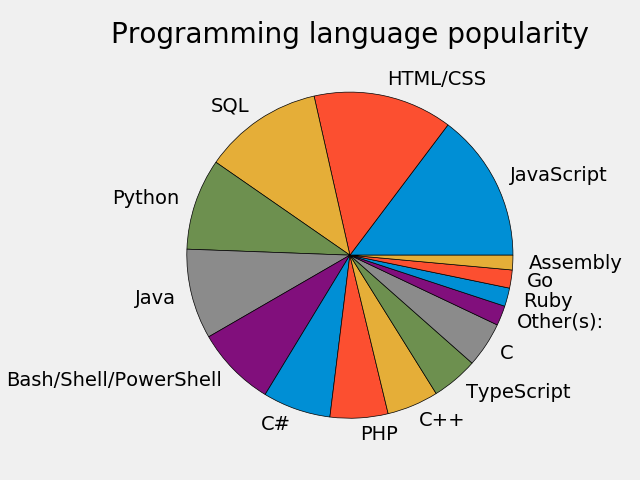 Programming language popularity
HTML/CSS
SQL
JavaScript
Python
Assembly
Go
Java
Ruby
Other(s):
C
Bash/Shell/PowerShell
TypeScript
C++
C#
PHP